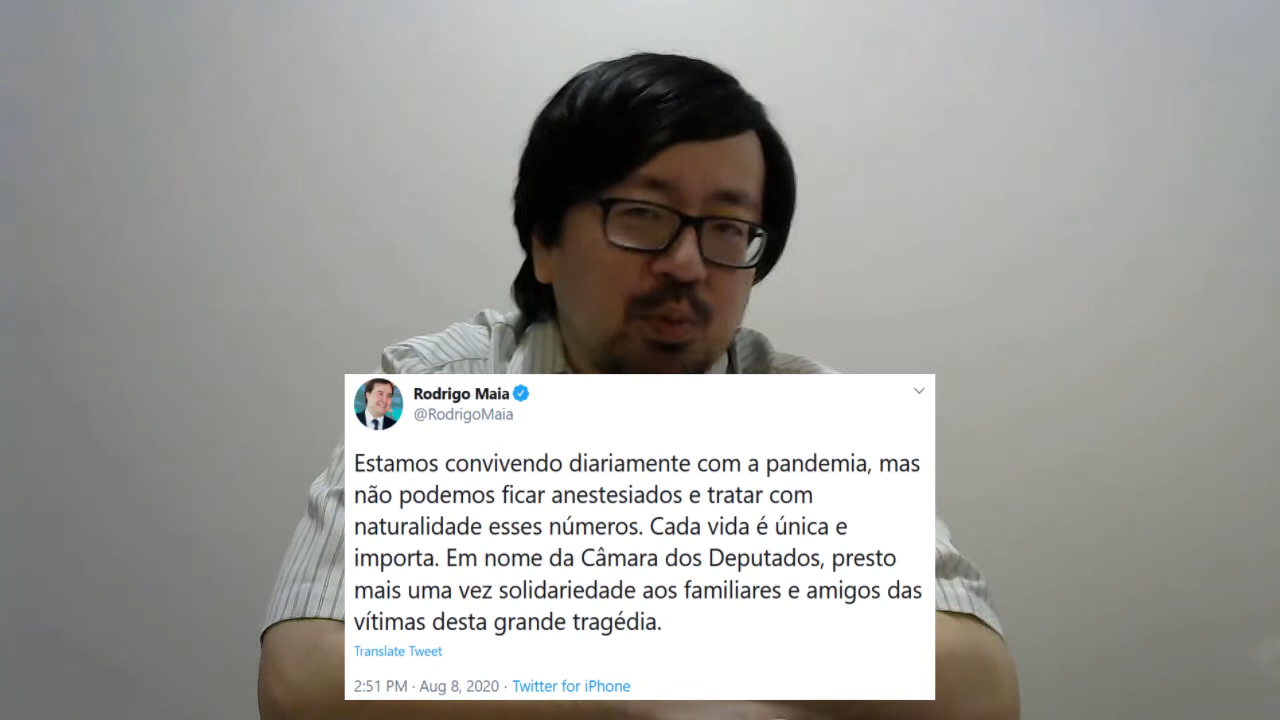 Rodrigo Maia
@RodrigoMaia
Estamos convivendo diariamente com a pandemia, mas
não podemos ficar anestesiados e tratar com
naturalidade esses números. Cada vida é única e
importa. Em nome da Câmara dos Deputados, presto
mais uma vez solidariedade aos familiares e amigos das
vítimas desta grande tragédia.
Translate Tweet
2:51 PM · Aug 8, 2020 · Twitter for iPhone